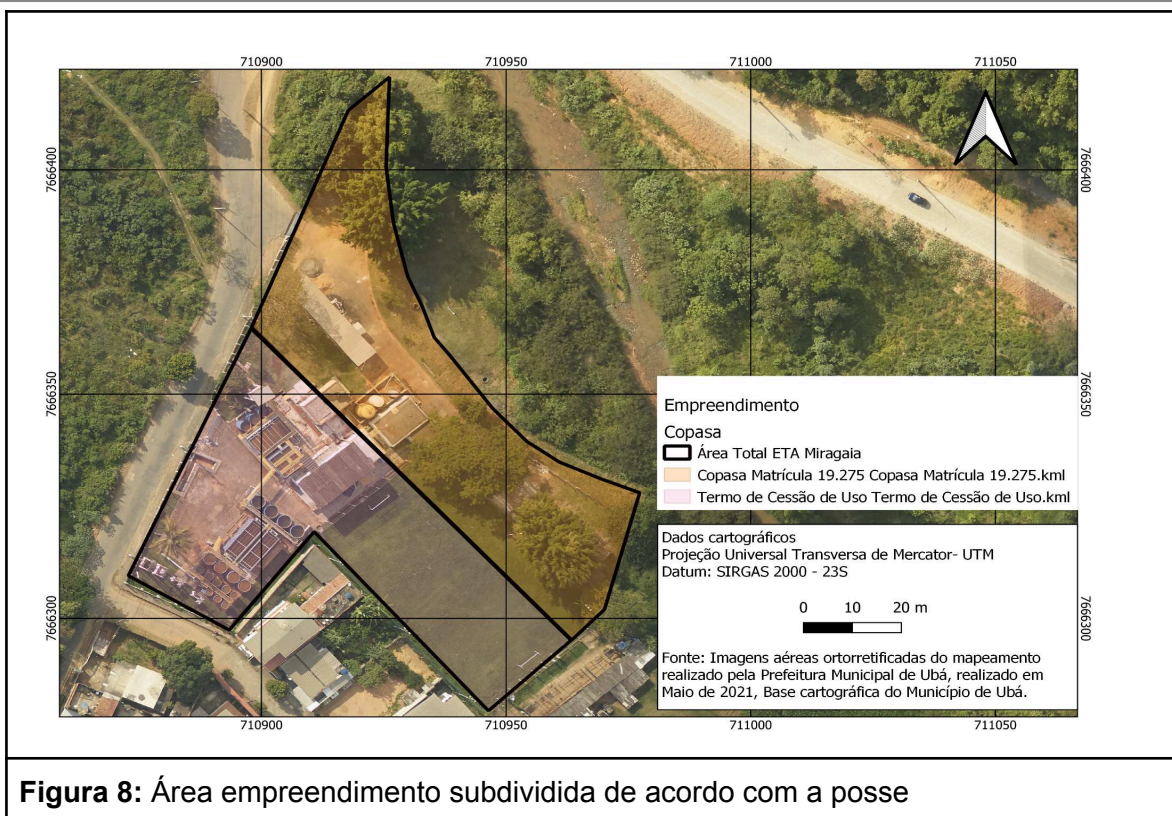 710900 710950 711000 711050
7666400 7666400
7666350 7666350
7666300 7666300
Empreendimento
Copasa
Área Total ETA Miragaia
Copasa Matrícula 19.275 Copasa Matrícula 19.275.kml
Termo de Cessão de Uso Termo de Cessão de Uso.kml
Dados cartográficos
Projeção Universal Transversa de Mercator- UTM
Datum: SIRGAS 2000 - 23S
0 10 20 m
Fonte: Imagens aéreas ortorretificadas do mapeamento
realizado pela Prefeitura Municipal de Ubá, realizado em
Maio de 2021, Base cartográfica do Município de Ubá.
710900 710950 711000 711050
Figura 8: Área empreendimento subdividida de acordo com a posse